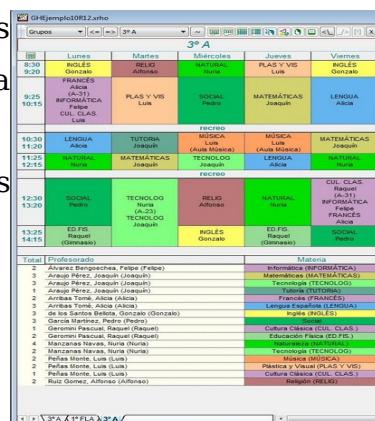 s
a
s
GHEjemplo10R12.xrho
Grupos <= => 3º A
3º A
Lunes Martes Miércoles Jueves Viernes
8:30 9:20
INGLÉS Gonzalo
RELIG Alfonso
NATURAL Nuria
PLAS Y VIS Luis
INGLÉS Gonzalo
9:25 10:15
FRANCÉS Alicia (A-31) INFORMÁTICA Felipe CUL. CLAS. Luis
PLAS Y VIS Luis
SOCIAL Pedro
MATEMÁTICAS Joaquín
LENGUA Alicia
recreo
10:30 11:20
LENGUA Alicia
TUTORIA Joaquín
MÚSICA Luis (Aula Música)
MÚSICA Luis (Aula Música)
MATEMÁTICAS Joaquín
11:25 12:15
NATURAL Nuria
MATEMÁTICAS Joaquín
TECNOLOG Joaquín
LENGUA Alicia
NATURAL Nuria
recreo
12:30 13:20
SOCIAL Pedro
TECNOLOG Nuria (A-23) TECNOLOG Joaquín
RELIG Alfonso
NATURAL Nuria
CUL. CLAS. Raquel (A-31) INFORMÁTICA Felipe FRANCÉS Alicia
13:25 14:15
ED.FIS. Raquel (Gimnasio)
INGLÉS Gonzalo
ED.FIS. Raquel (Gimnasio)
SOCIAL Pedro
Total Profesorado Materia
2 Álvarez Bengoechea, Felipe (Felipe) Informática (INFORMÁTICA)
3 Araujo Pérez, Joaquín (Joaquín) Matemáticas (MATEMÁTICAS)
3 Araujo Pérez, Joaquín (Joaquín) Tecnología (TECNOLOG)
1 Araujo Pérez, Joaquín (Joaquín) Tutoría (TUTORIA)
2 Arribas Tomé, Alicia (Alicia) Francés (FRANCÉS)
3 Arribas Tomé, Alicia (Alicia) Lengua Española (LENGUA)
3 de los Santos Bellota, Gonzalo (Gonzalo) Inglés (INGLÉS)
3 García Martínez, Pedro (Pedro) Social
1 Geromini Pascual, Raquel (Raquel) Cultura Clásica (CUL. CLAS.)
2 Geromini Pascual, Raquel (Raquel) Educación Física (ED.FIS.)
4 Manzanas Navas, Nuria (Nuria) Naturaleza (NATURAL)
2 Manzanas Navas, Nuria (Nuria) Tecnología (TECNOLOG)
2 Peñas Monte, Luis (Luis) Música (MÚSICA)
2 Peñas Monte, Luis (Luis) Plástica y Visual (PLAS Y VIS)
1 Peñas Monte, Luis (Luis) Cultura Clásica (CUL. CLAS.)
2 Ruiz Gomez, Alfonso (Alfonso) Religión (RELIG)
3ºA 1º FLA 3ºA